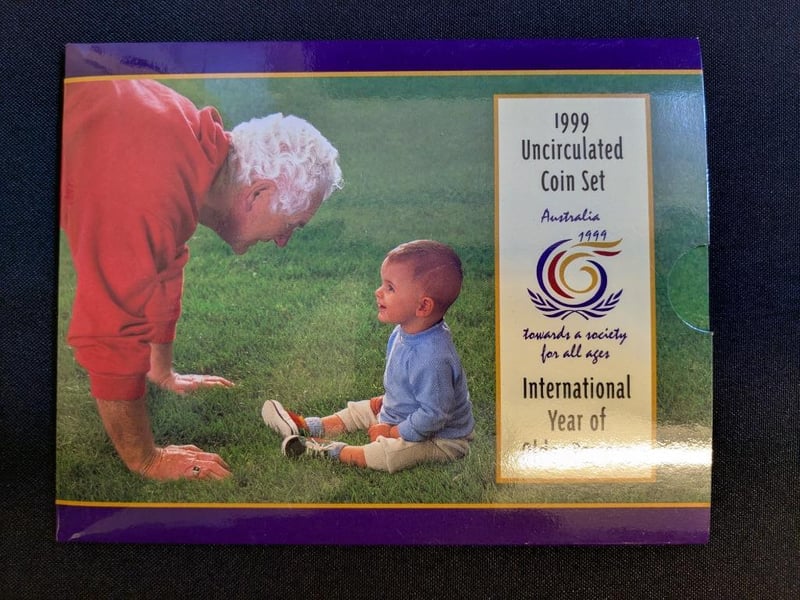 1999
Uncirculated
Coin Set
Australia
1999
towards a society
for all ages
International
Year of